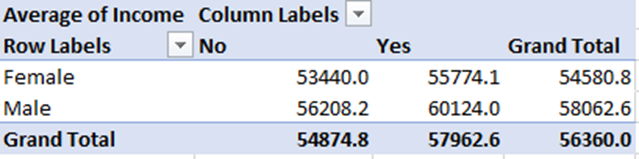 Average of Income Column Labels
Row Labels No Yes Grand Total
Female 53440.0 55774.1 54580.8
Male 56208.2 60124.0 58062.6
Grand Total 54874.8 57962.6 56360.0